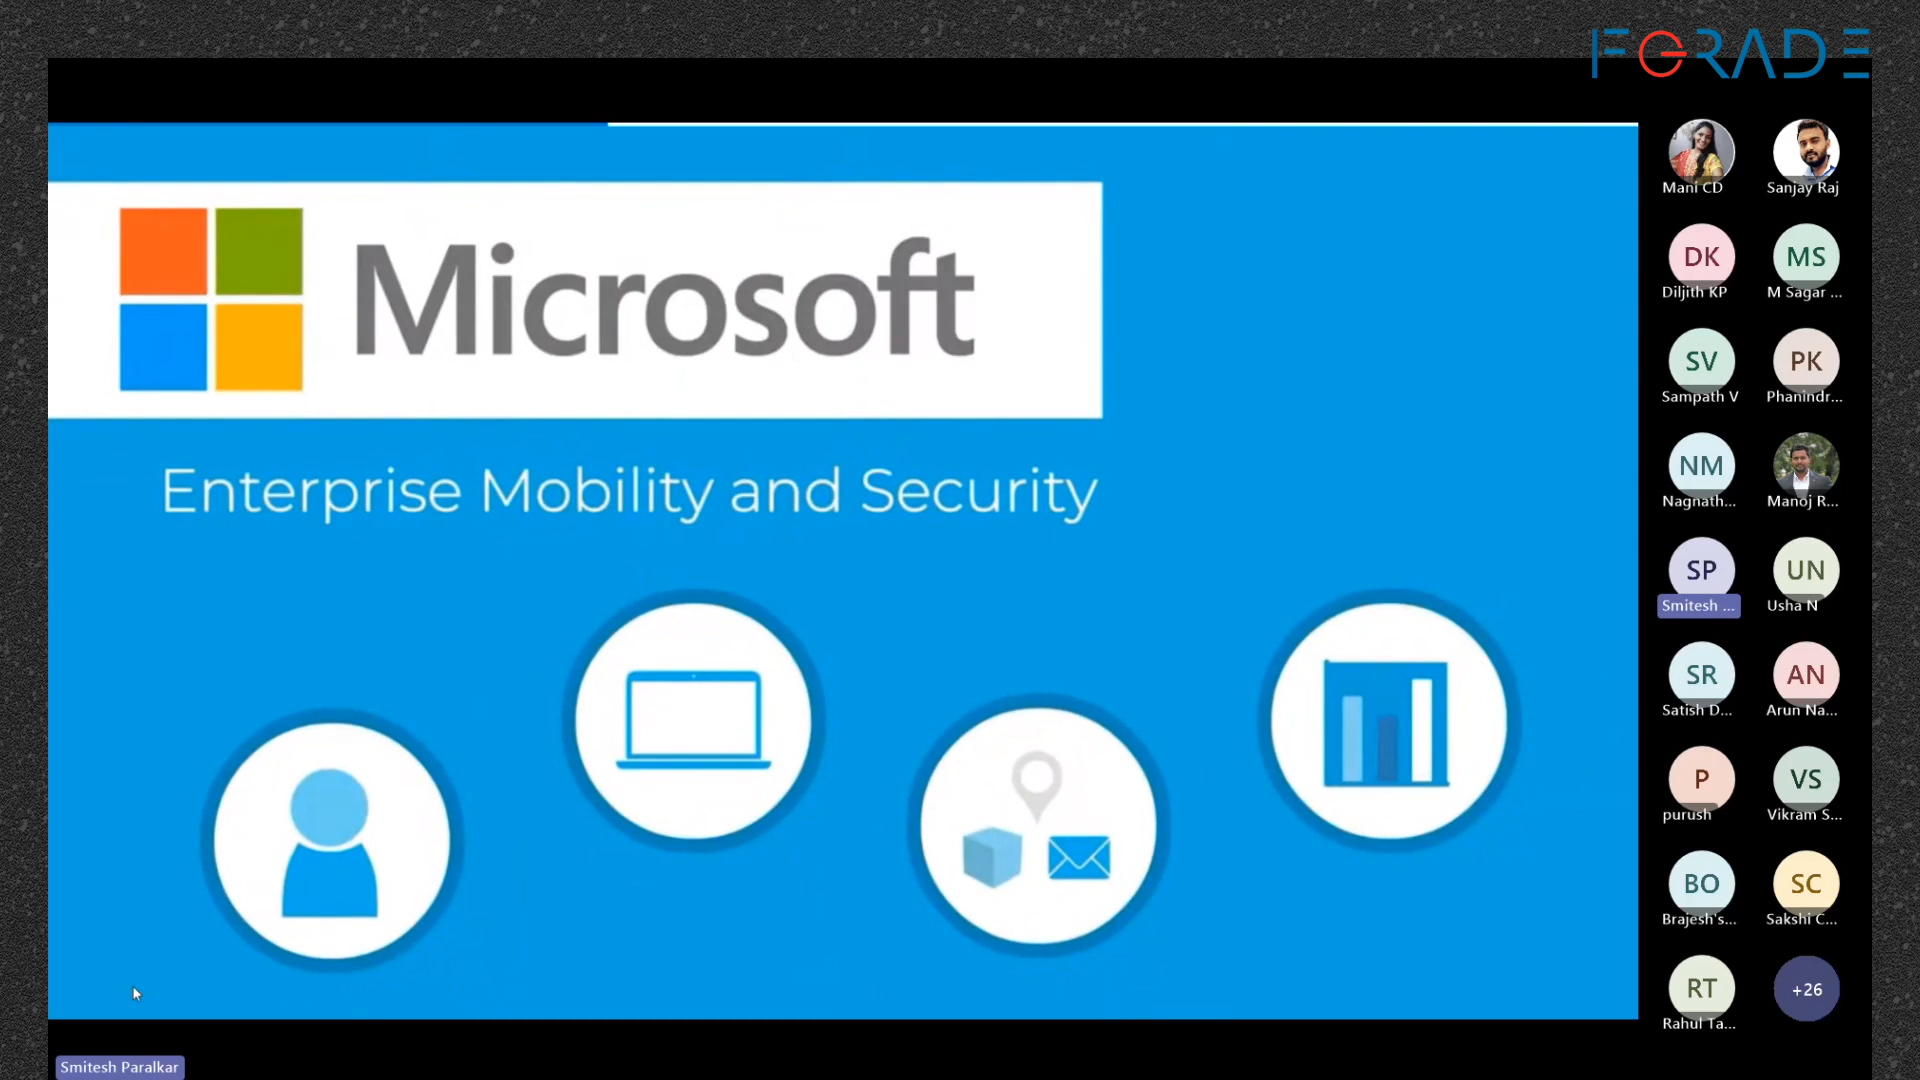 FGRADE
Microsoft
Enterprise Mobility and Security
Mani CD
Sanjay Raj
DK
MS
Diljith KP
M Sagar ...
SV
PK
Sampath V
Phanindr...
NM
Nagnath...
Manoj R...
SP
UN
Smitesh ...
Usha N
SR
AN
Satish D...
Arun Na...
P
VS
purush
Vikram S...
BO
SC
Brajesh's...
Sakshi C...
RT
+26
Rahul Ta...
Smitesh Paralkar